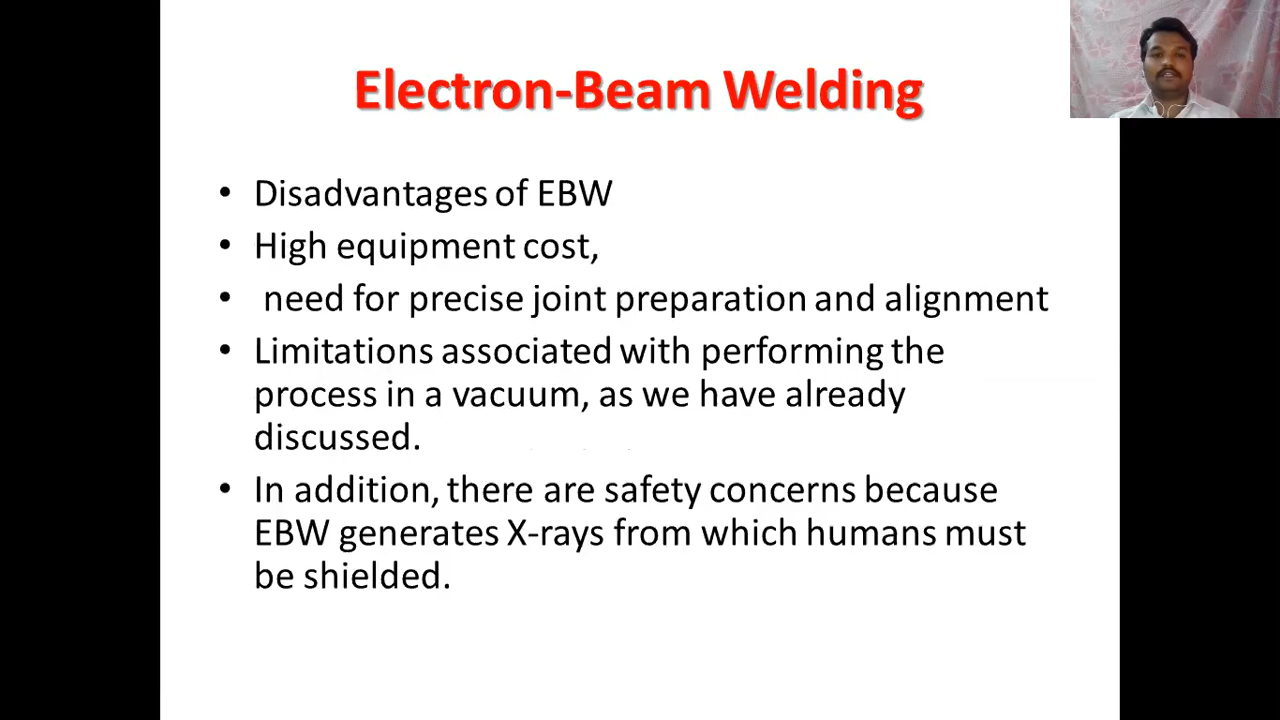 Electron-Beam Welding
• Disadvantages of EBW
• High equipment cost,
• need for precise joint preparation and alignment
• Limitations associated with performing the
process in a vacuum, as we have already
discussed.
• In addition, there are safety concerns because
EBW generates X-rays from which humans must
be shielded.